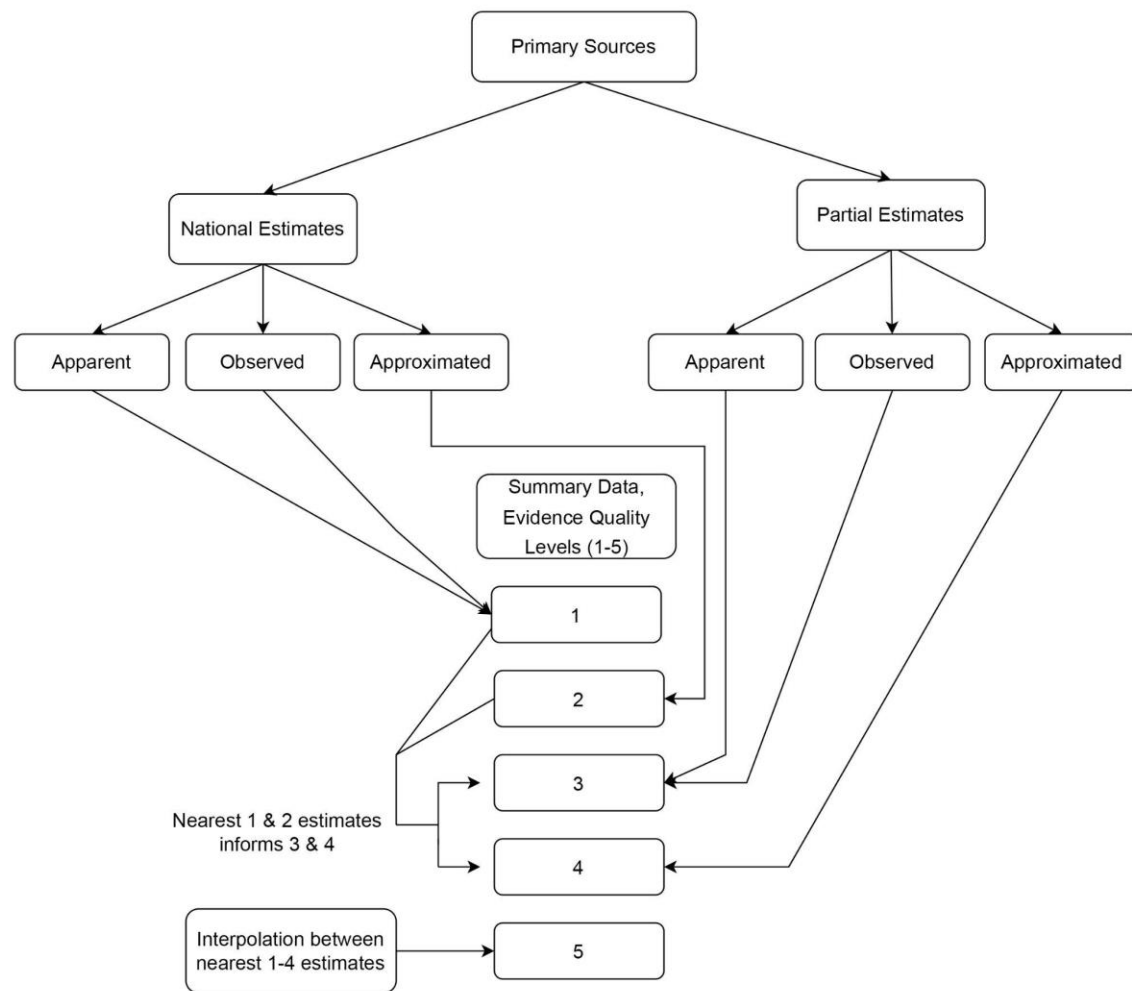 Primary Sources
National Estimates
Partial Estimates
Apparent
Observed
Approximated
Apparent
Observed
Approximated
Summary Data,
Evidence Quality
Levels (1-5)
1
2
3
Nearest 1 & 2 estimates
informs 3 & 4
4
Interpolation between
nearest 1-4 estimates
5